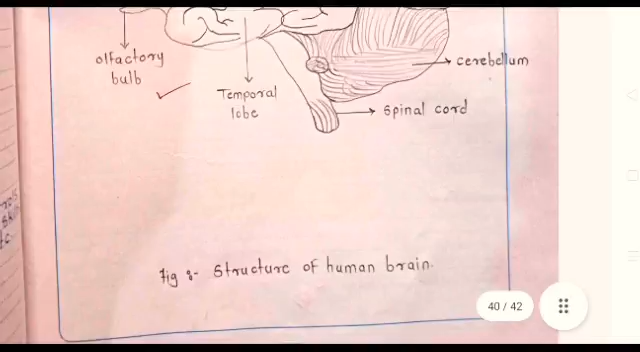 olfactory
bulb
cerebellum
Temporal
lobe
spinal cord
Fig :- Structure of human brain.
40 / 42